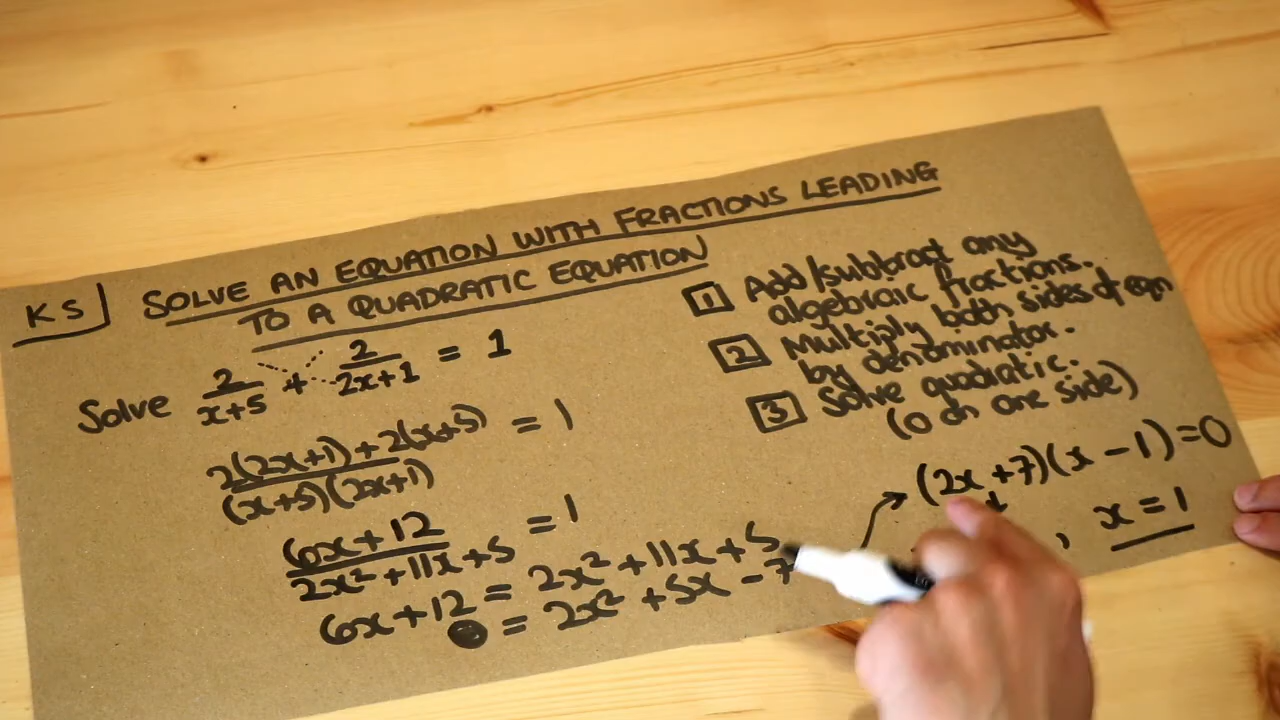 KS
SOLVE AN EQUATION WITH FRACTIONS LEADING
TO A QUADRATIC EQUATION
Solve 2/(x+5) + 2/(2x+1) = 1
(2(2x+1)+2(x+5))/((x+5)(2x+1)) = 1
(6x+12)/(2x²+11x+5) = 1
6x+12 = 2x²+11x+5
0 = 2x²+5x-7
1 Add/subtract any
algebraic fractions.
2 Multiply both sides of eqn
by denominator.
3 Solve quadratic.
(0 on one side)
(2x+7)(x-1)=0
, x = 1